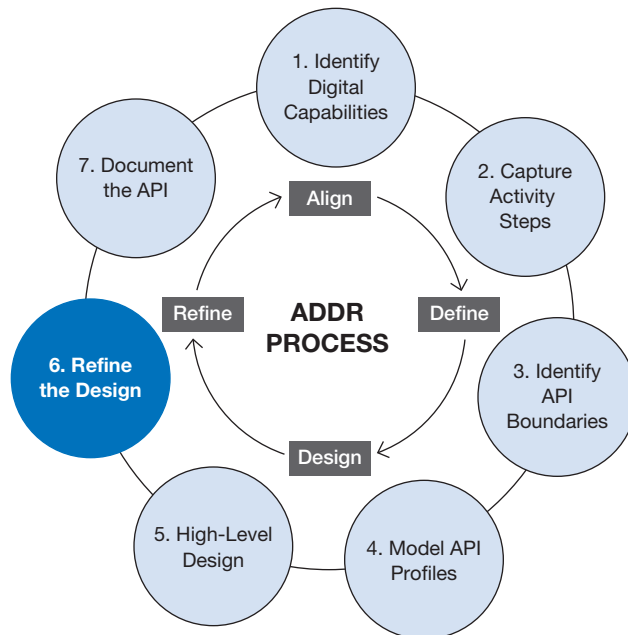 1. Identify
Digital
Capabilities
2. Capture
Activity
Steps
3. Identify
API
Boundaries
4. Model API
Profiles
5. High-Level
Design
6. Refine
the Design
7. Document
the API
Align
Define
Design
Refine
ADDR
PROCESS